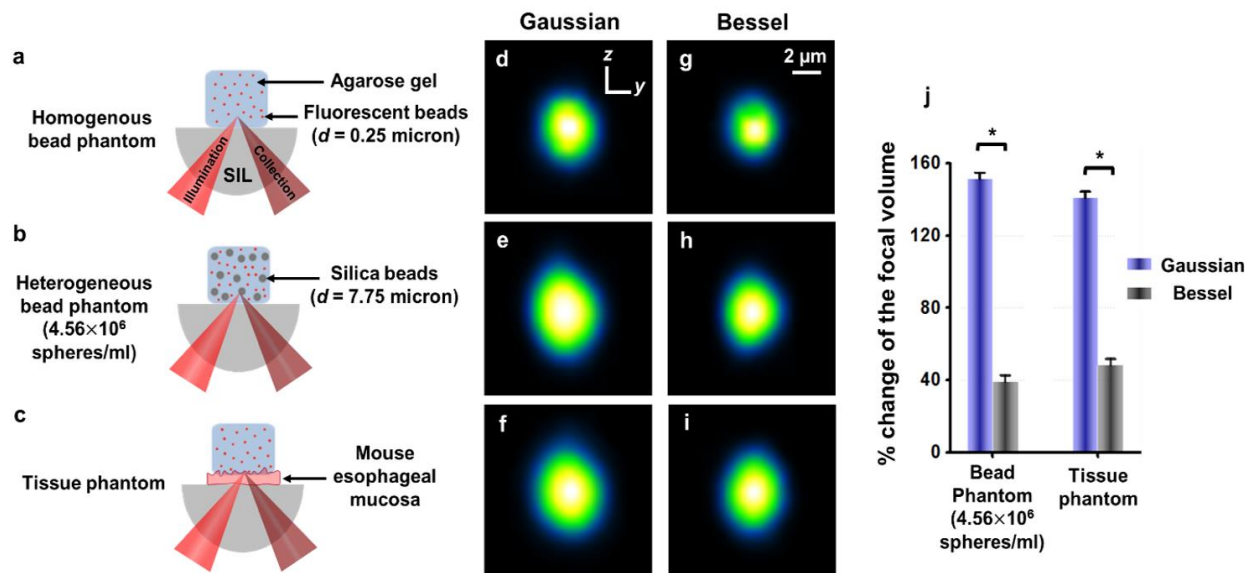 Gaussian
Bessel
a
Homogenous
bead phantom
Agarose gel
Fluorescent beads
(d = 0.25 micron)
Illumination
SIL
Collection
b
Heterogeneous
bead phantom
(4.56×10⁶
spheres/ml)
Silica beads
(d = 7.75 micron)
c
Tissue phantom
Mouse
esophageal
mucosa
d
z
y
g
2 µm
e
h
f
i
j
% change of the focal volume
160
120
80
40
0
*
*
Gaussian
Bessel
Bead
Phantom
(4.56×10⁶
spheres/ml)
Tissue
phantom